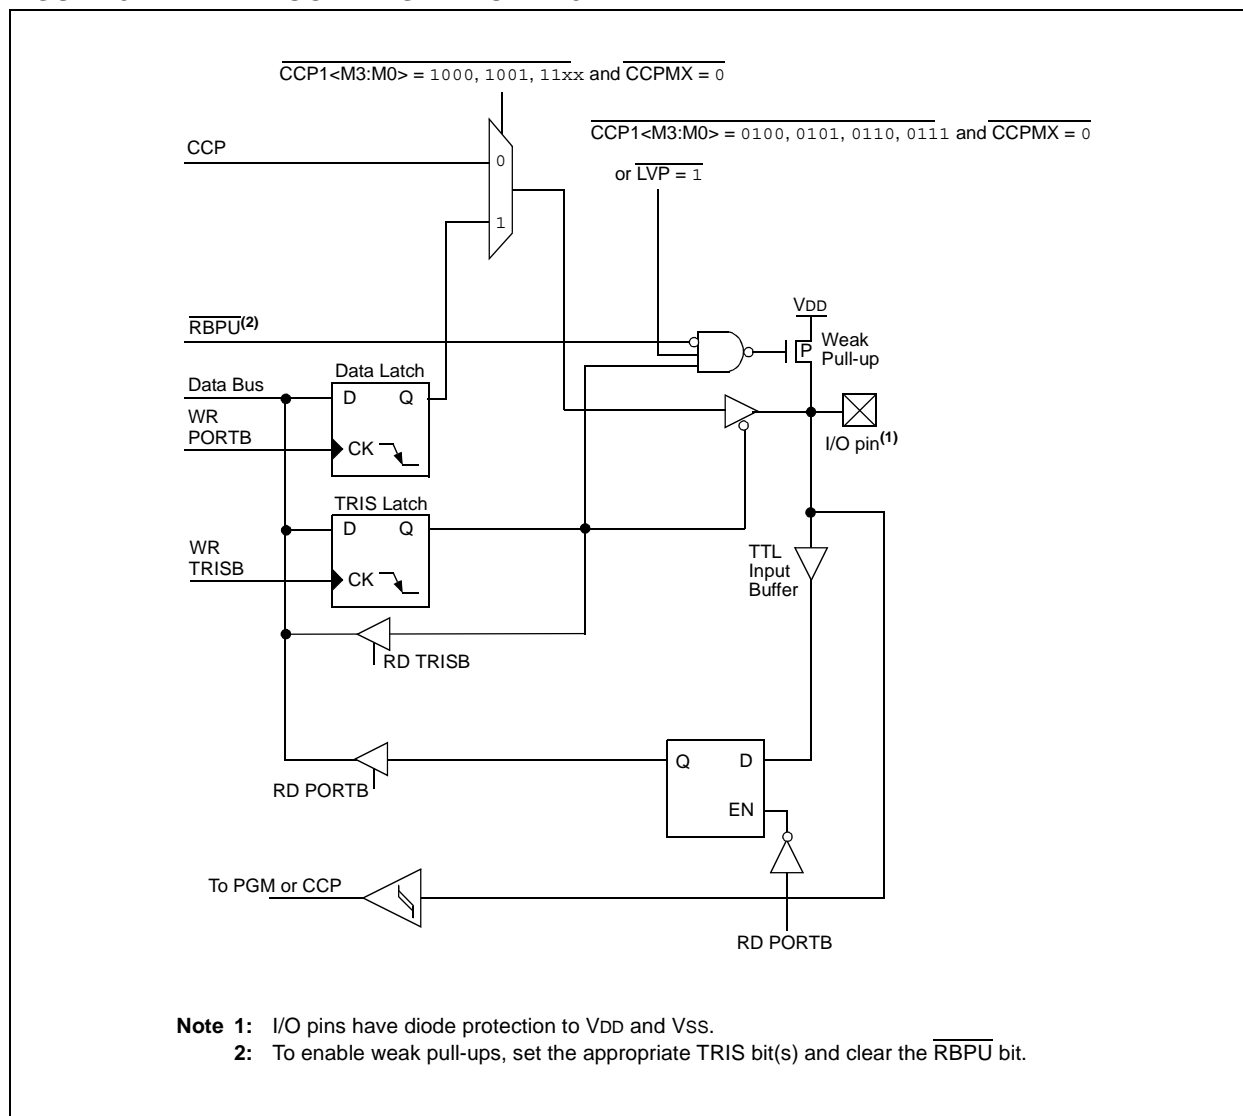 CCP1<M3:M0> = 1000, 1001, 11xx and CCPMX = 0
CCP1<M3:M0> = 0100, 0101, 0110, 0111 and CCPMX = 0
or LVP = 1
CCP
0
1
RBPU(2)
VDD
P
Weak
Pull-up
Data Bus
WR
PORTB
Data Latch
D Q
CK
I/O pin(1)
TRIS Latch
D Q
CK
WR
TRISB
TTL
Input
Buffer
RD TRISB
Q D
EN
RD PORTB
To PGM or CCP
RD PORTB
Note 1: I/O pins have diode protection to VDD and VSS.
2: To enable weak pull-ups, set the appropriate TRIS bit(s) and clear the RBPU bit.